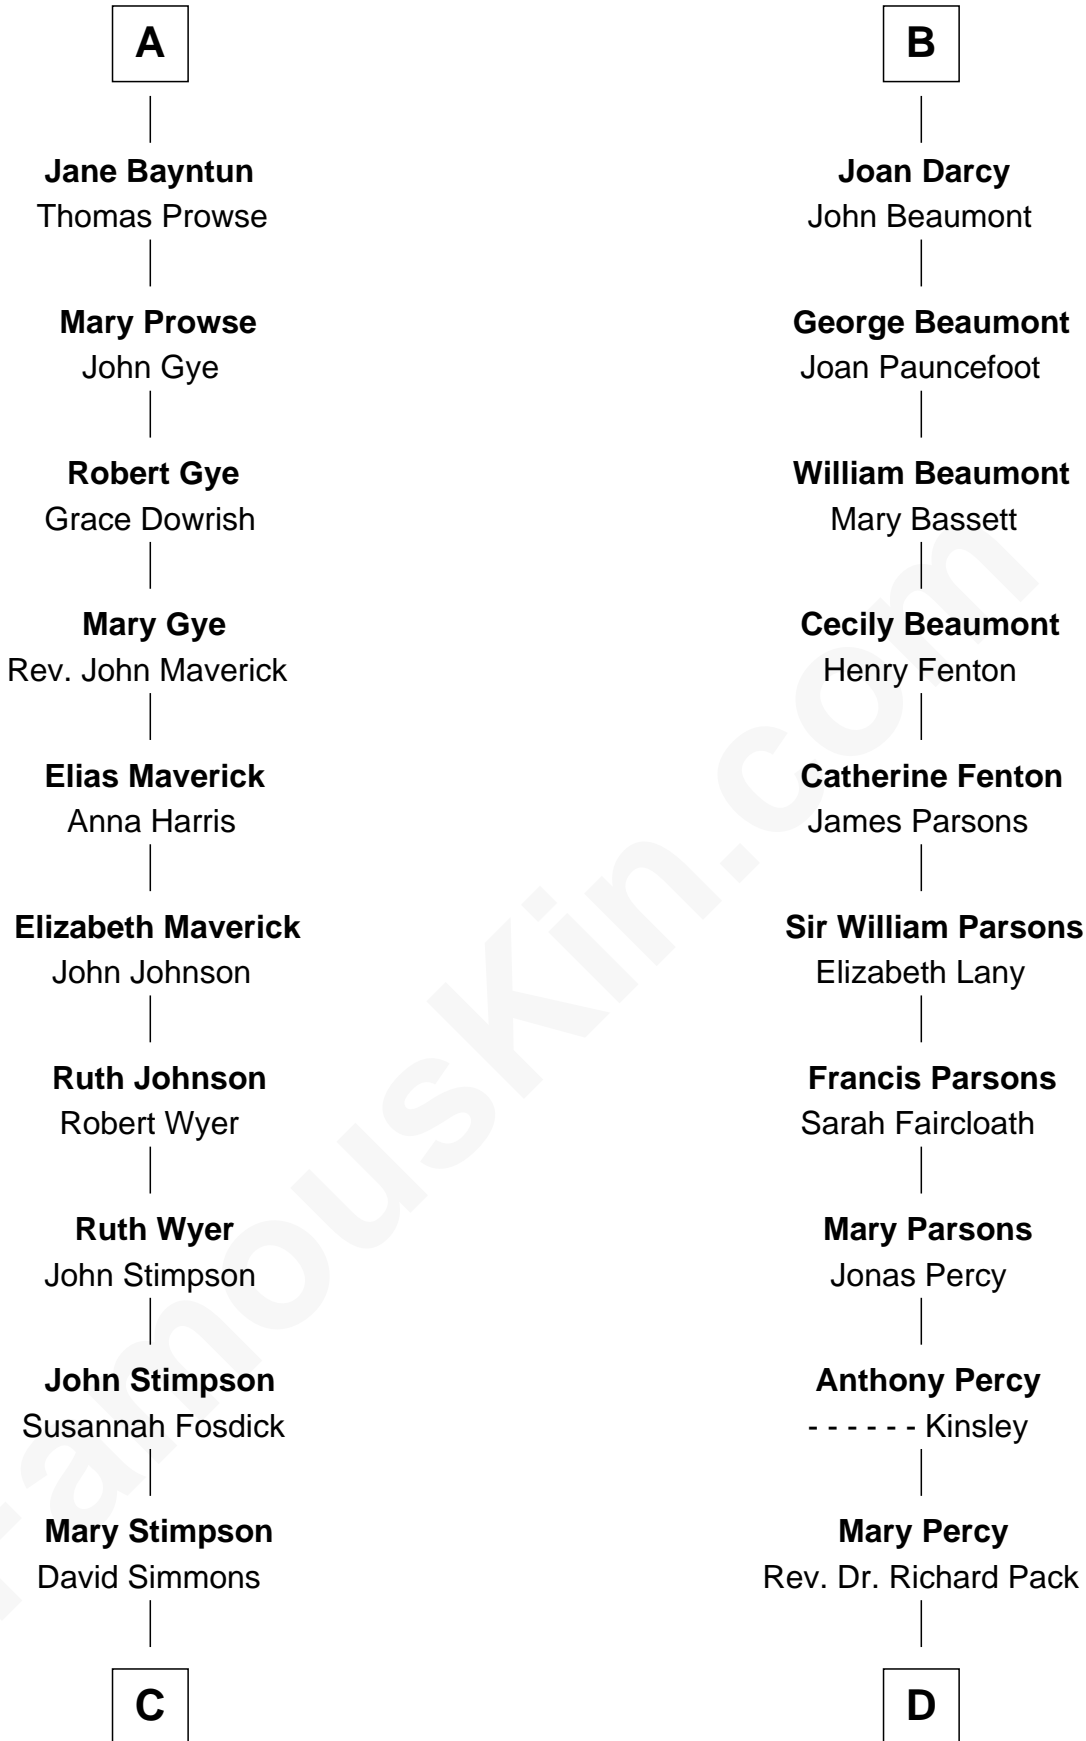 A
Jane Bayntun
Thomas Prowse
Mary Prowse
John Gye
Robert Gye
Grace Dowrish
Mary Gye
Rev. John Maverick
Elias Maverick
Anna Harris
Elizabeth Maverick
John Johnson
Ruth Johnson
Robert Wyer
Ruth Wyer
John Stimpson
John Stimpson
Susannah Fosdick
Mary Stimpson
David Simmons
C
B
Joan Darcy
John Beaumont
George Beaumont
Joan Pauncefoot
William Beaumont
Mary Bassett
Cecily Beaumont
Henry Fenton
Catherine Fenton
James Parsons
Sir William Parsons
Elizabeth Lany
Francis Parsons
Sarah Faircloath
Mary Parsons
Jonas Percy
Anthony Percy
- - - - - - Kinsley
Mary Percy
Rev. Dr. Richard Pack
D
FamousKin.com